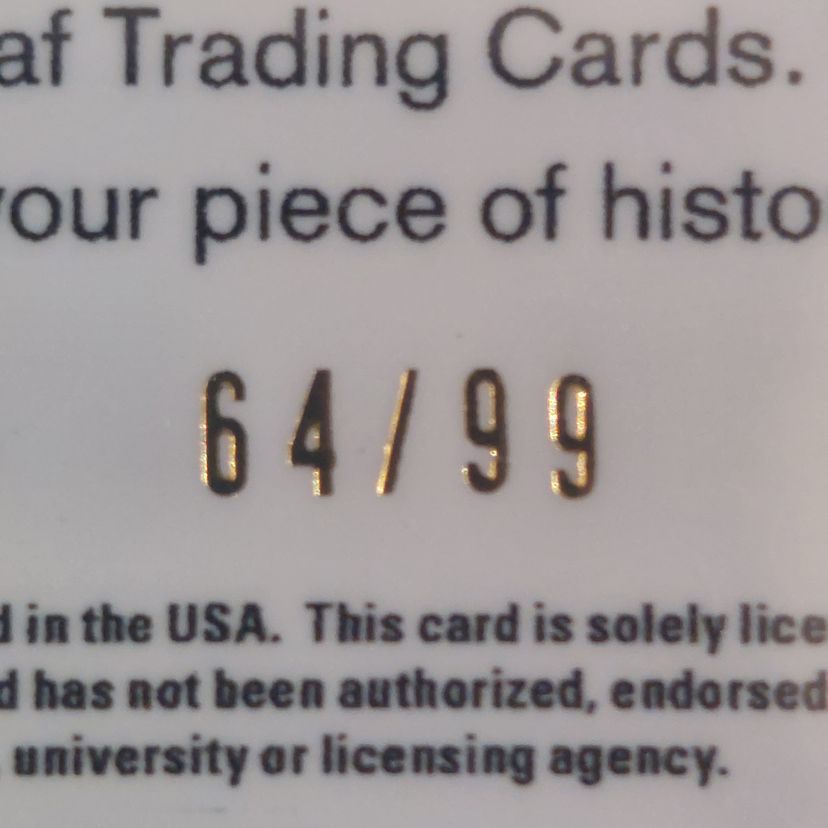 af Trading Cards.
our piece of histo
64/99
d in the USA. This card is solely lice
d has not been authorized, endorsed
university or licensing agency.